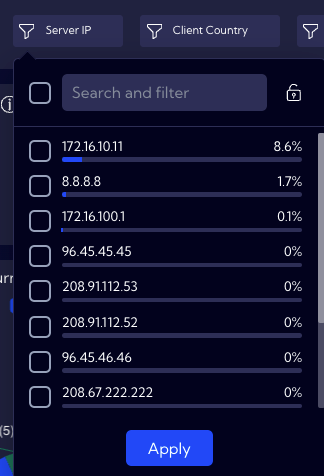 Server IP
Client Country
Search and filter
172.16.10.11 8.6%
8.8.8.8 1.7%
172.16.100.1 0.1%
96.45.45.45 0%
208.91.112.53 0%
208.91.112.52 0%
96.45.46.46 0%
208.67.222.222 0%
(5)
Apply